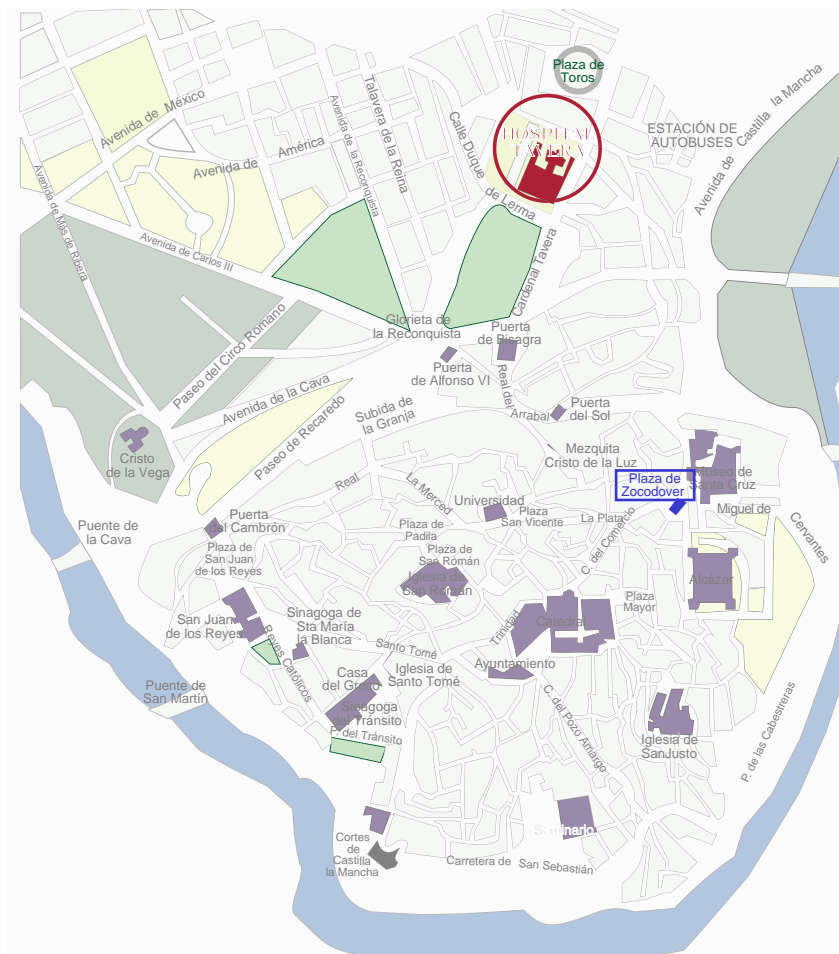 Plaza de
Toros
HOSPITAL
TAVERA
ESTACIÓN DE
AUTOBUSES
Avenida de Castilla la Mancha
Avenida de México
Avenida de América
Talavera de la Reina
Avenida de la Reconquista
Calle Duque de Lerma
Avenida de Más de Ribera
Avenida de Carlos III
Cardenal Tavera
Glorieta de
la Reconquista
Puerta
de Bisagra
Paseo del Circo Romano
Puerta
de Alfonso VI
Real del Arrabal
Puerta
del Sol
Avenida de la Cava
Subida de
la Granja
Paseo de Recaredo
Mezquita
Cristo de la Luz
Cristo
de la Vega
Real
La Merced
Museo de
Santa Cruz
Plaza de
Zocodover
Universidad
Plaza
San Vicente
La Plata
C. del Comercio
Miguel de Cervantes
Puente de
la Cava
Puerta
del Cambrón
Plaza de
Padilla
Plaza de
San Juan
de los Reyes
Plaza de
San Román
Iglesia de
San Román
Alcázar
Plaza
Mayor
San Juan
de los Reyes
Sinagoga de
Sta María
la Blanca
Reyes Católicos
Santo Tomé
Trinidad
Catedral
Ayuntamiento
Casa
del Greco
Iglesia de
Santo Tomé
Puente de
San Martín
Sinagoga
del Tránsito
P. del Tránsito
C. del Pozo Amargo
Iglesia de
SanJusto
P. de las Cabestreras
Seminario
Cortes
de
Castilla
la Mancha
Carretera de San Sebastián